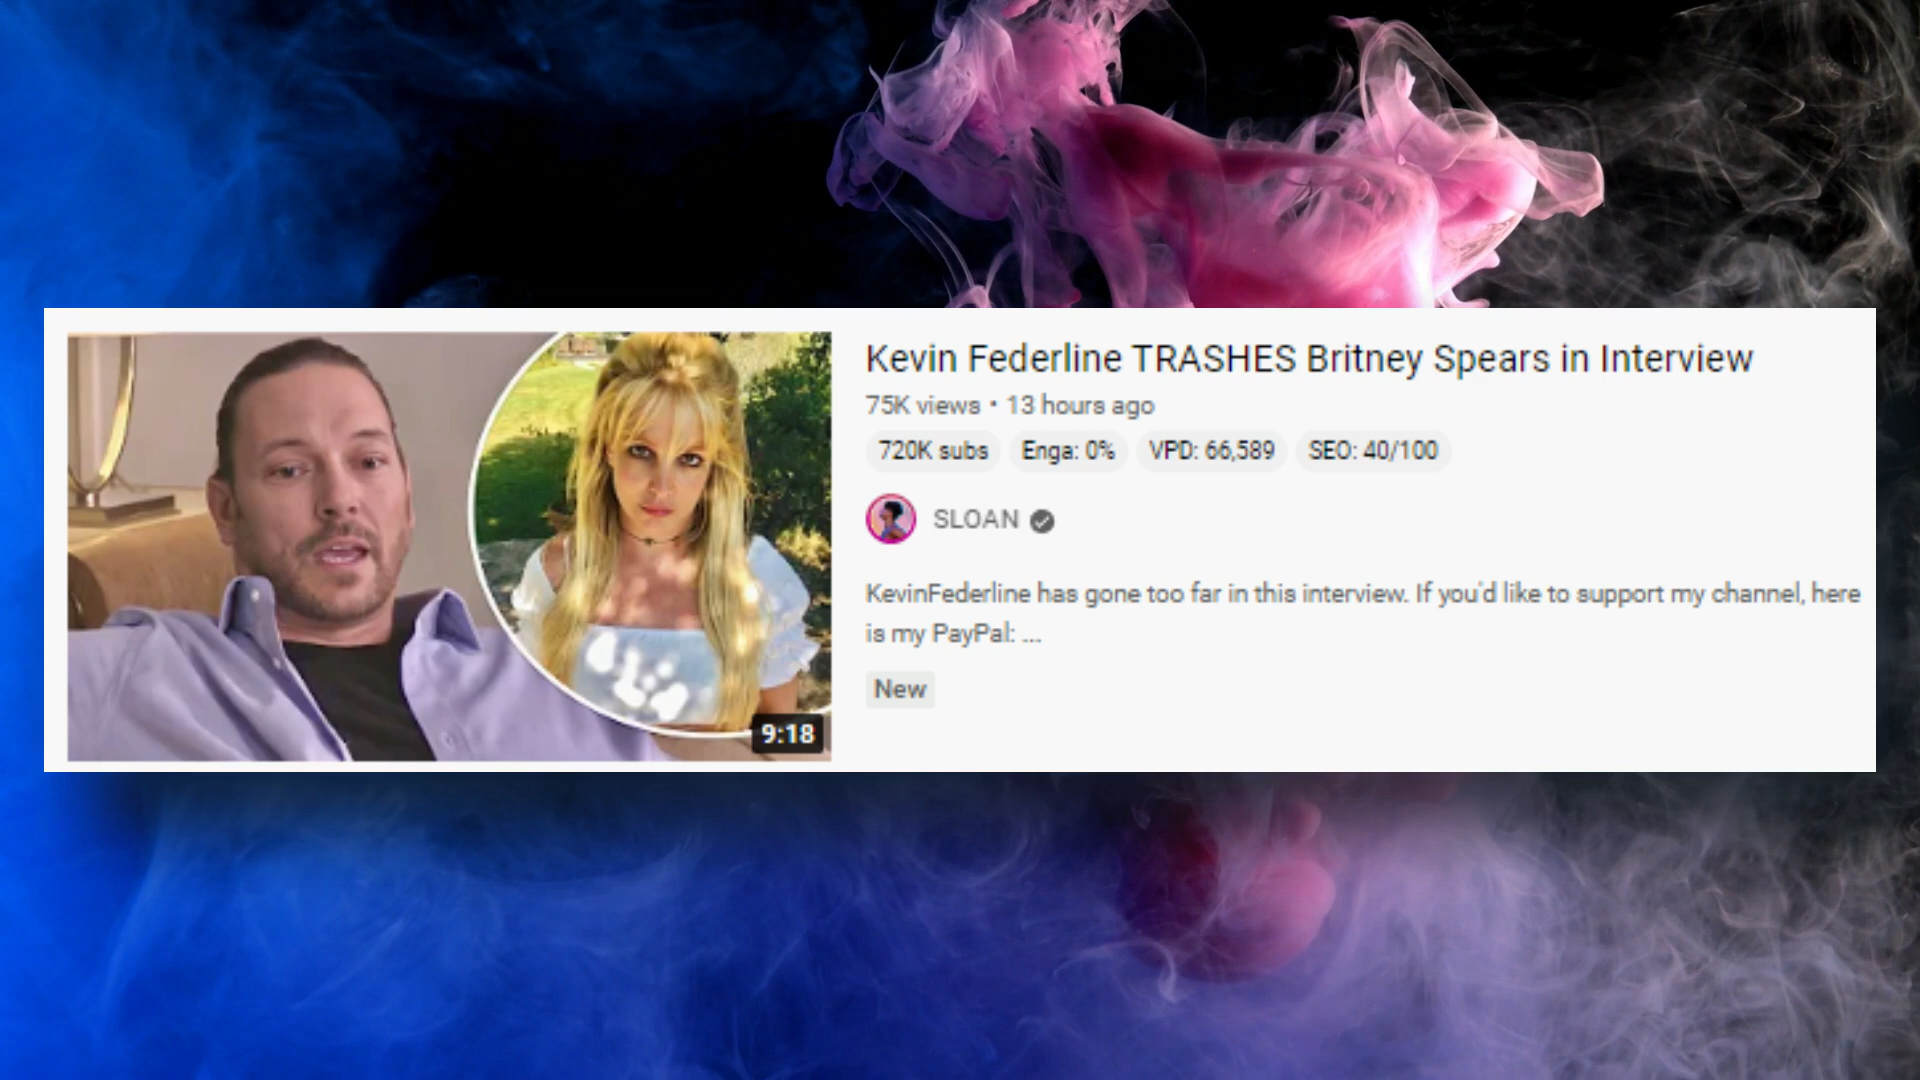 Kevin Federline TRASHES Britney Spears in Interview
75K views • 13 hours ago
720K subs Enga: 0% VPD: 66,589 SEO: 40/100
SLOAN
KevinFederline has gone too far in this interview. If you'd like to support my channel, here
is my PayPal: ...
New
9:18